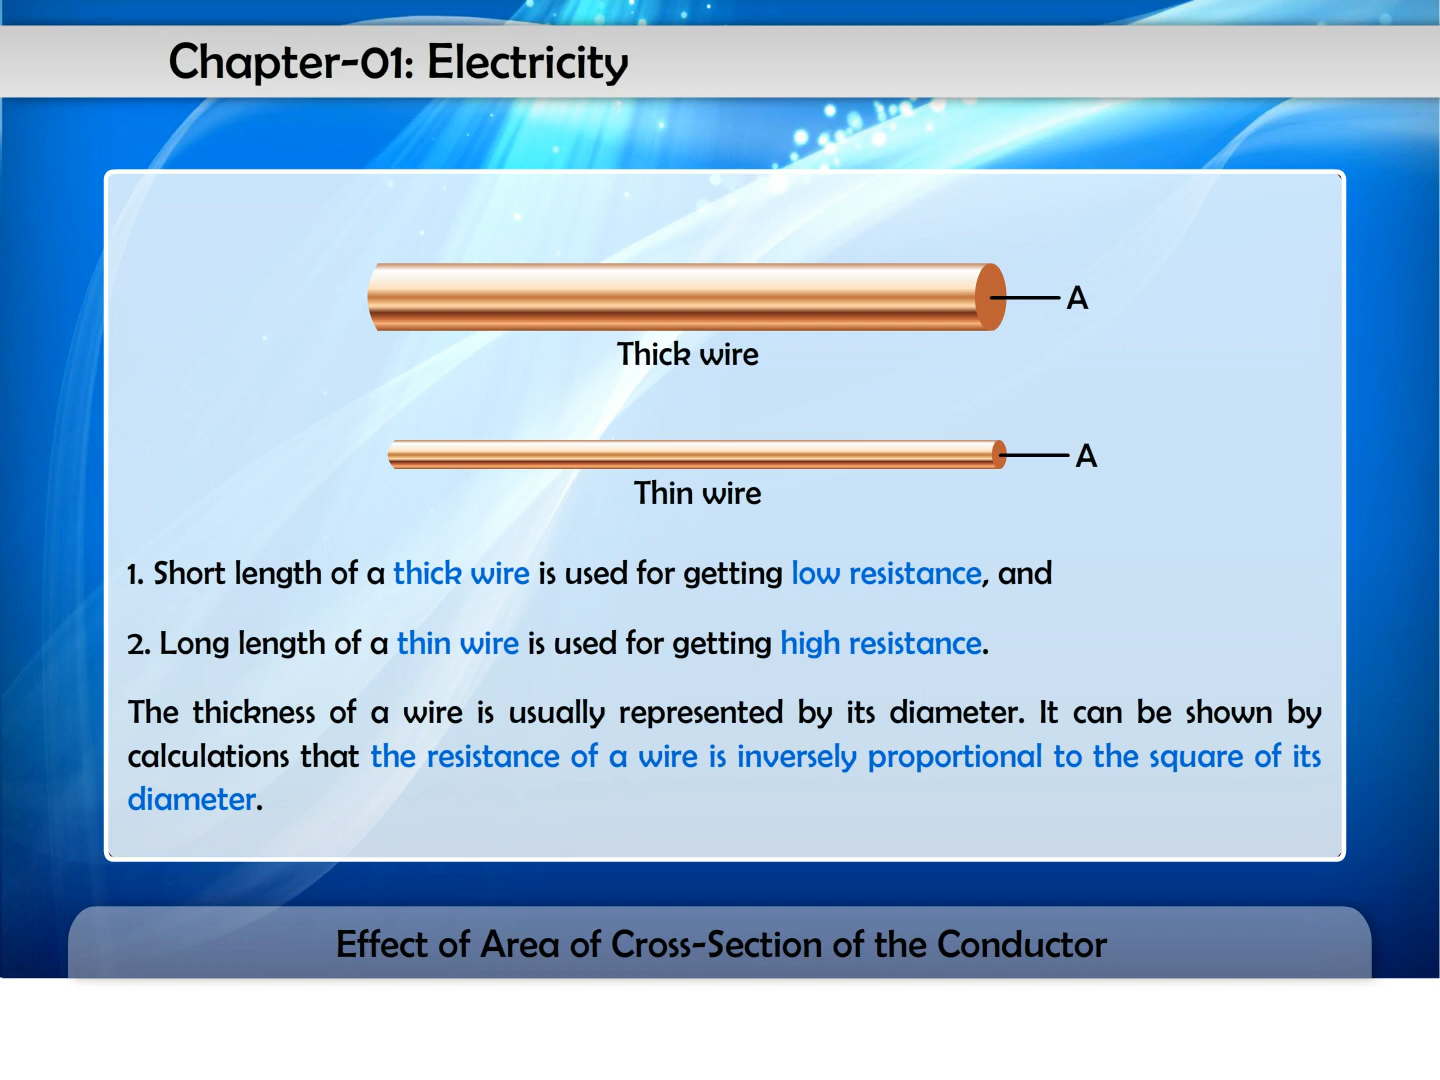 Chapter-01: Electricity
A
Thick wire
A
Thin wire
1. Short length of a thick wire is used for getting low resistance, and
2. Long length of a thin wire is used for getting high resistance.
The thickness of a wire is usually represented by its diameter. It can be shown by
calculations that the resistance of a wire is inversely proportional to the square of its
diameter.
Effect of Area of Cross-Section of the Conductor